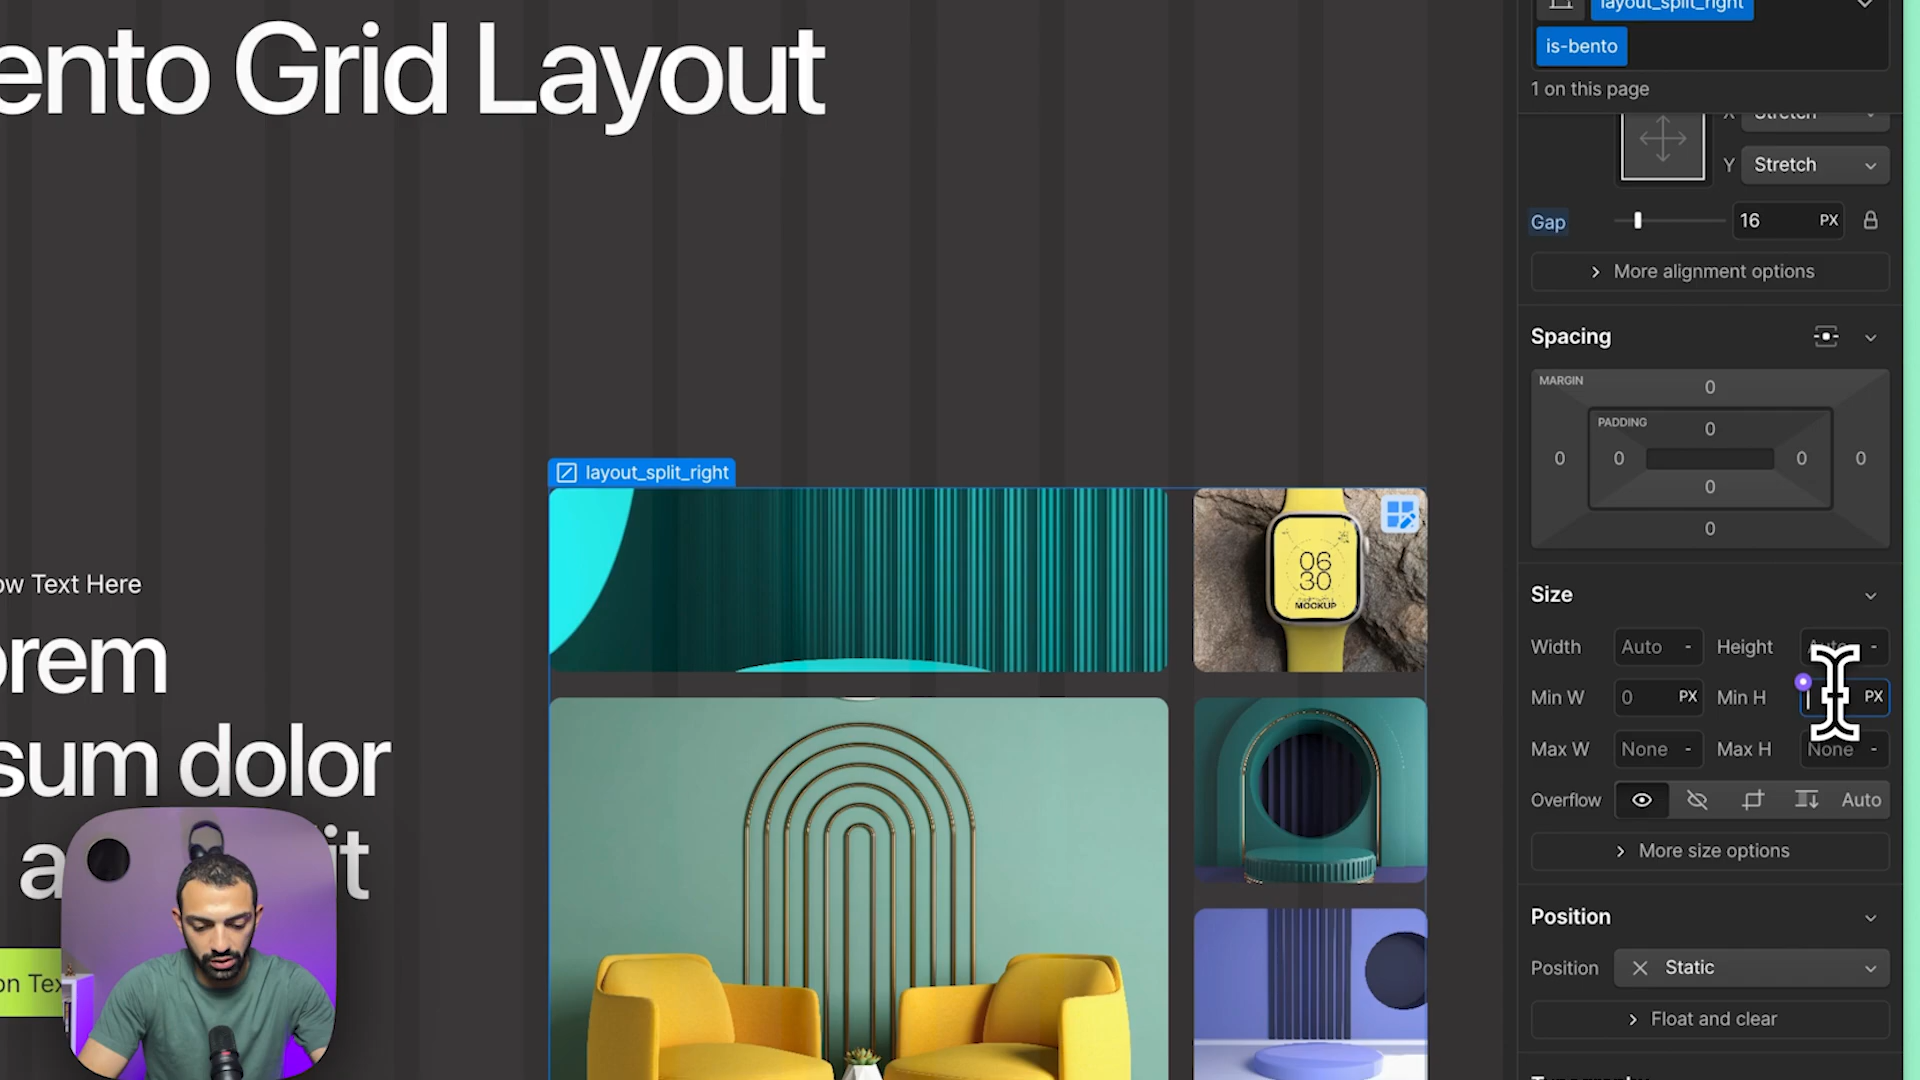 layout_split_right
ento Grid Layout
is-bento
1 on this page
X Stretch
Y Stretch
Gap 16 PX
More alignment options
Spacing
MARGIN
0
PADDING
0
0 0 0 0
0
0
layout_split_right
06
30
MOCKUP
ow Text Here
orem
sum dolor
a it
on Tex
Size
Width Auto - Height Auto -
Min W 0 PX Min H PX
Max W None - Max H None -
Overflow Auto
More size options
Position
Position Static
Float and clear
Typography